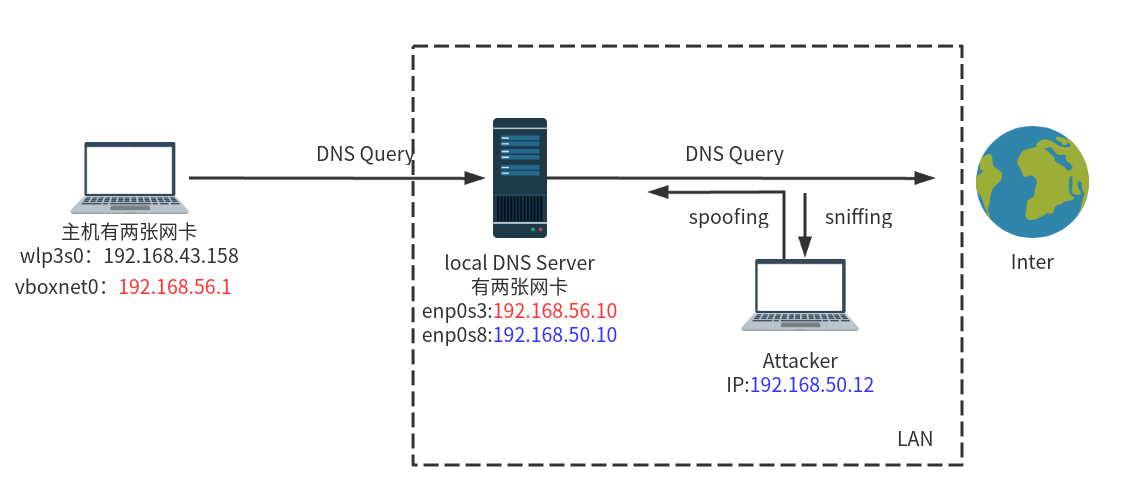 DNS Query
DNS Query
spoofing
sniffing
主机有两张网卡
wlp3s0：192.168.43.158
vboxnet0：192.168.56.1
local DNS Server
有两张网卡
enp0s3:192.168.56.10
enp0s8:192.168.50.10
Inter
Attacker
IP:192.168.50.12
LAN